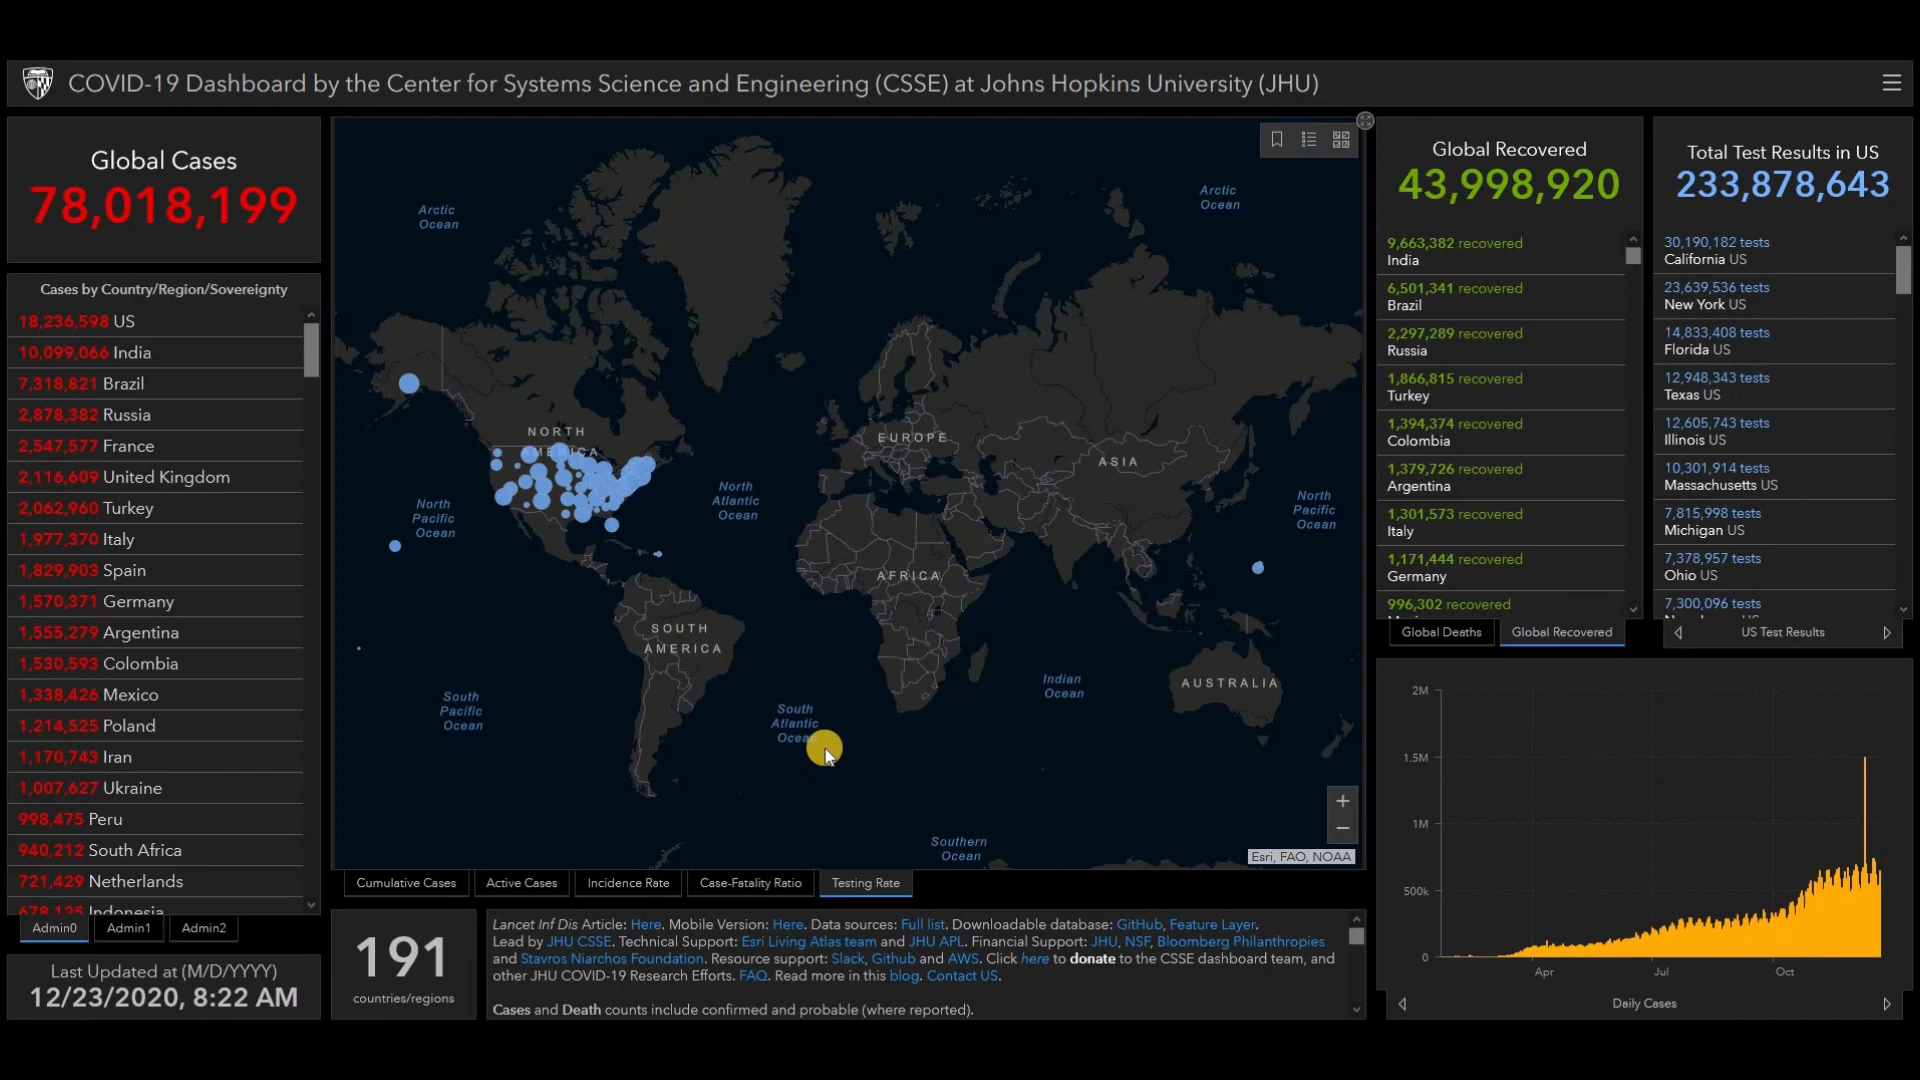 COVID-19 Dashboard by the Center for Systems Science and Engineering (CSSE) at Johns Hopkins University (JHU)
Global Cases
78,018,199
Cases by Country/Region/Sovereignty
18,236,598 US
10,099,066 India
7,318,821 Brazil
2,878,382 Russia
2,547,577 France
2,116,609 United Kingdom
2,062,960 Turkey
1,977,370 Italy
1,829,903 Spain
1,570,371 Germany
1,555,279 Argentina
1,530,593 Colombia
1,338,426 Mexico
1,214,525 Poland
1,170,743 Iran
1,007,627 Ukraine
998,475 Peru
940,212 South Africa
721,429 Netherlands
678,125 Indonesia
Admin0
Admin1
Admin2
Last Updated at (M/D/YYYY)
12/23/2020, 8:22 AM
Arctic
Ocean
Arctic
Ocean
NORTH
AMERICA
EUROPE
ASIA
North
Pacific
Ocean
North
Atlantic
Ocean
North
Pacific
Ocean
AFRICA
SOUTH
AMERICA
Indian
Ocean
AUSTRALIA
South
Pacific
Ocean
South
Atlantic
Ocean
Southern
Ocean
+
−
Esri, FAO, NOAA
Cumulative Cases
Active Cases
Incidence Rate
Case-Fatality Ratio
Testing Rate
191
countries/regions
Lancet Inf Dis Article: Here. Mobile Version: Here. Data sources: Full list. Downloadable database: GitHub, Feature Layer.
Lead by JHU CSSE. Technical Support: Esri Living Atlas team and JHU APL. Financial Support: JHU, NSF, Bloomberg Philanthropies
and Stavros Niarchos Foundation. Resource support: Slack, Github and AWS. Click here to donate to the CSSE dashboard team, and
other JHU COVID-19 Research Efforts. FAQ. Read more in this blog. Contact US.
Cases and Death counts include confirmed and probable (where reported).
Global Recovered
43,998,920
9,663,382 recovered
India
6,501,341 recovered
Brazil
2,297,289 recovered
Russia
1,866,815 recovered
Turkey
1,394,374 recovered
Colombia
1,379,726 recovered
Argentina
1,301,573 recovered
Italy
1,171,444 recovered
Germany
996,302 recovered
Global Deaths
Global Recovered
Total Test Results in US
233,878,643
30,190,182 tests
California US
23,639,536 tests
New York US
14,833,408 tests
Florida US
12,948,343 tests
Texas US
12,605,743 tests
Illinois US
10,301,914 tests
Massachusetts US
7,815,998 tests
Michigan US
7,378,957 tests
Ohio US
7,300,096 tests
US Test Results
2M
1.5M
1M
500k
0
Apr
Jul
Oct
Daily Cases